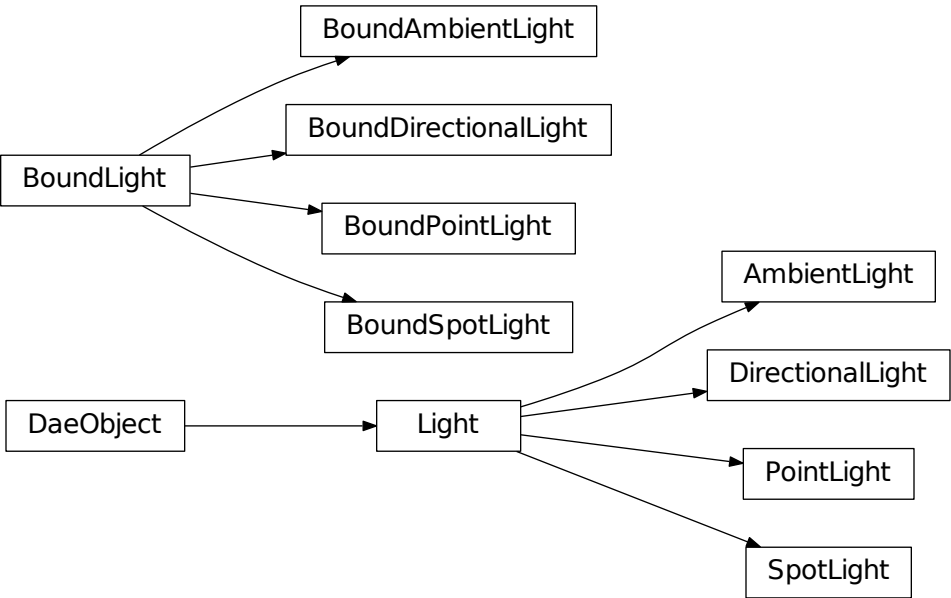 BoundAmbientLight
BoundDirectionalLight
BoundLight
BoundPointLight
BoundSpotLight
AmbientLight
DirectionalLight
DaeObject
Light
PointLight
SpotLight